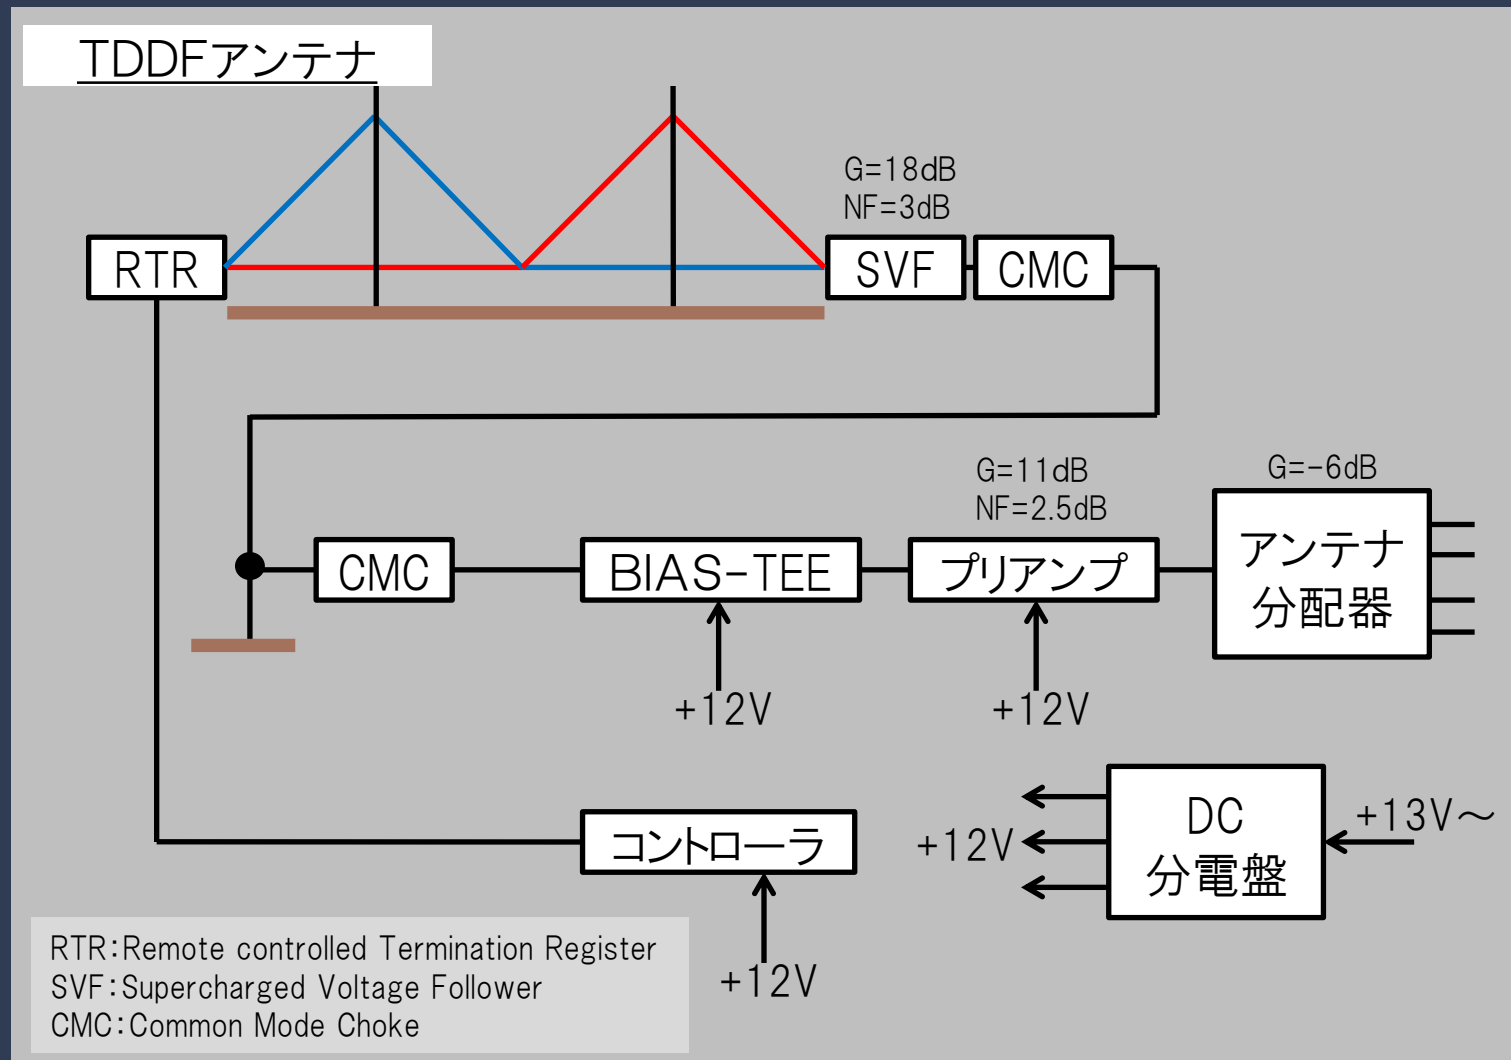 TDDFアンテナ
G=18dB
NF=3dB
RTR
SVF
CMC
G=11dB
NF=2.5dB
G=-6dB
CMC
BIAS-TEE
プリアンプ
アンテナ
分配器
+12V
+12V
コントローラ
+12V
DC
分電盤
+13V～
+12V
RTR:Remote controlled Termination Register
SVF:Supercharged Voltage Follower
CMC:Common Mode Choke